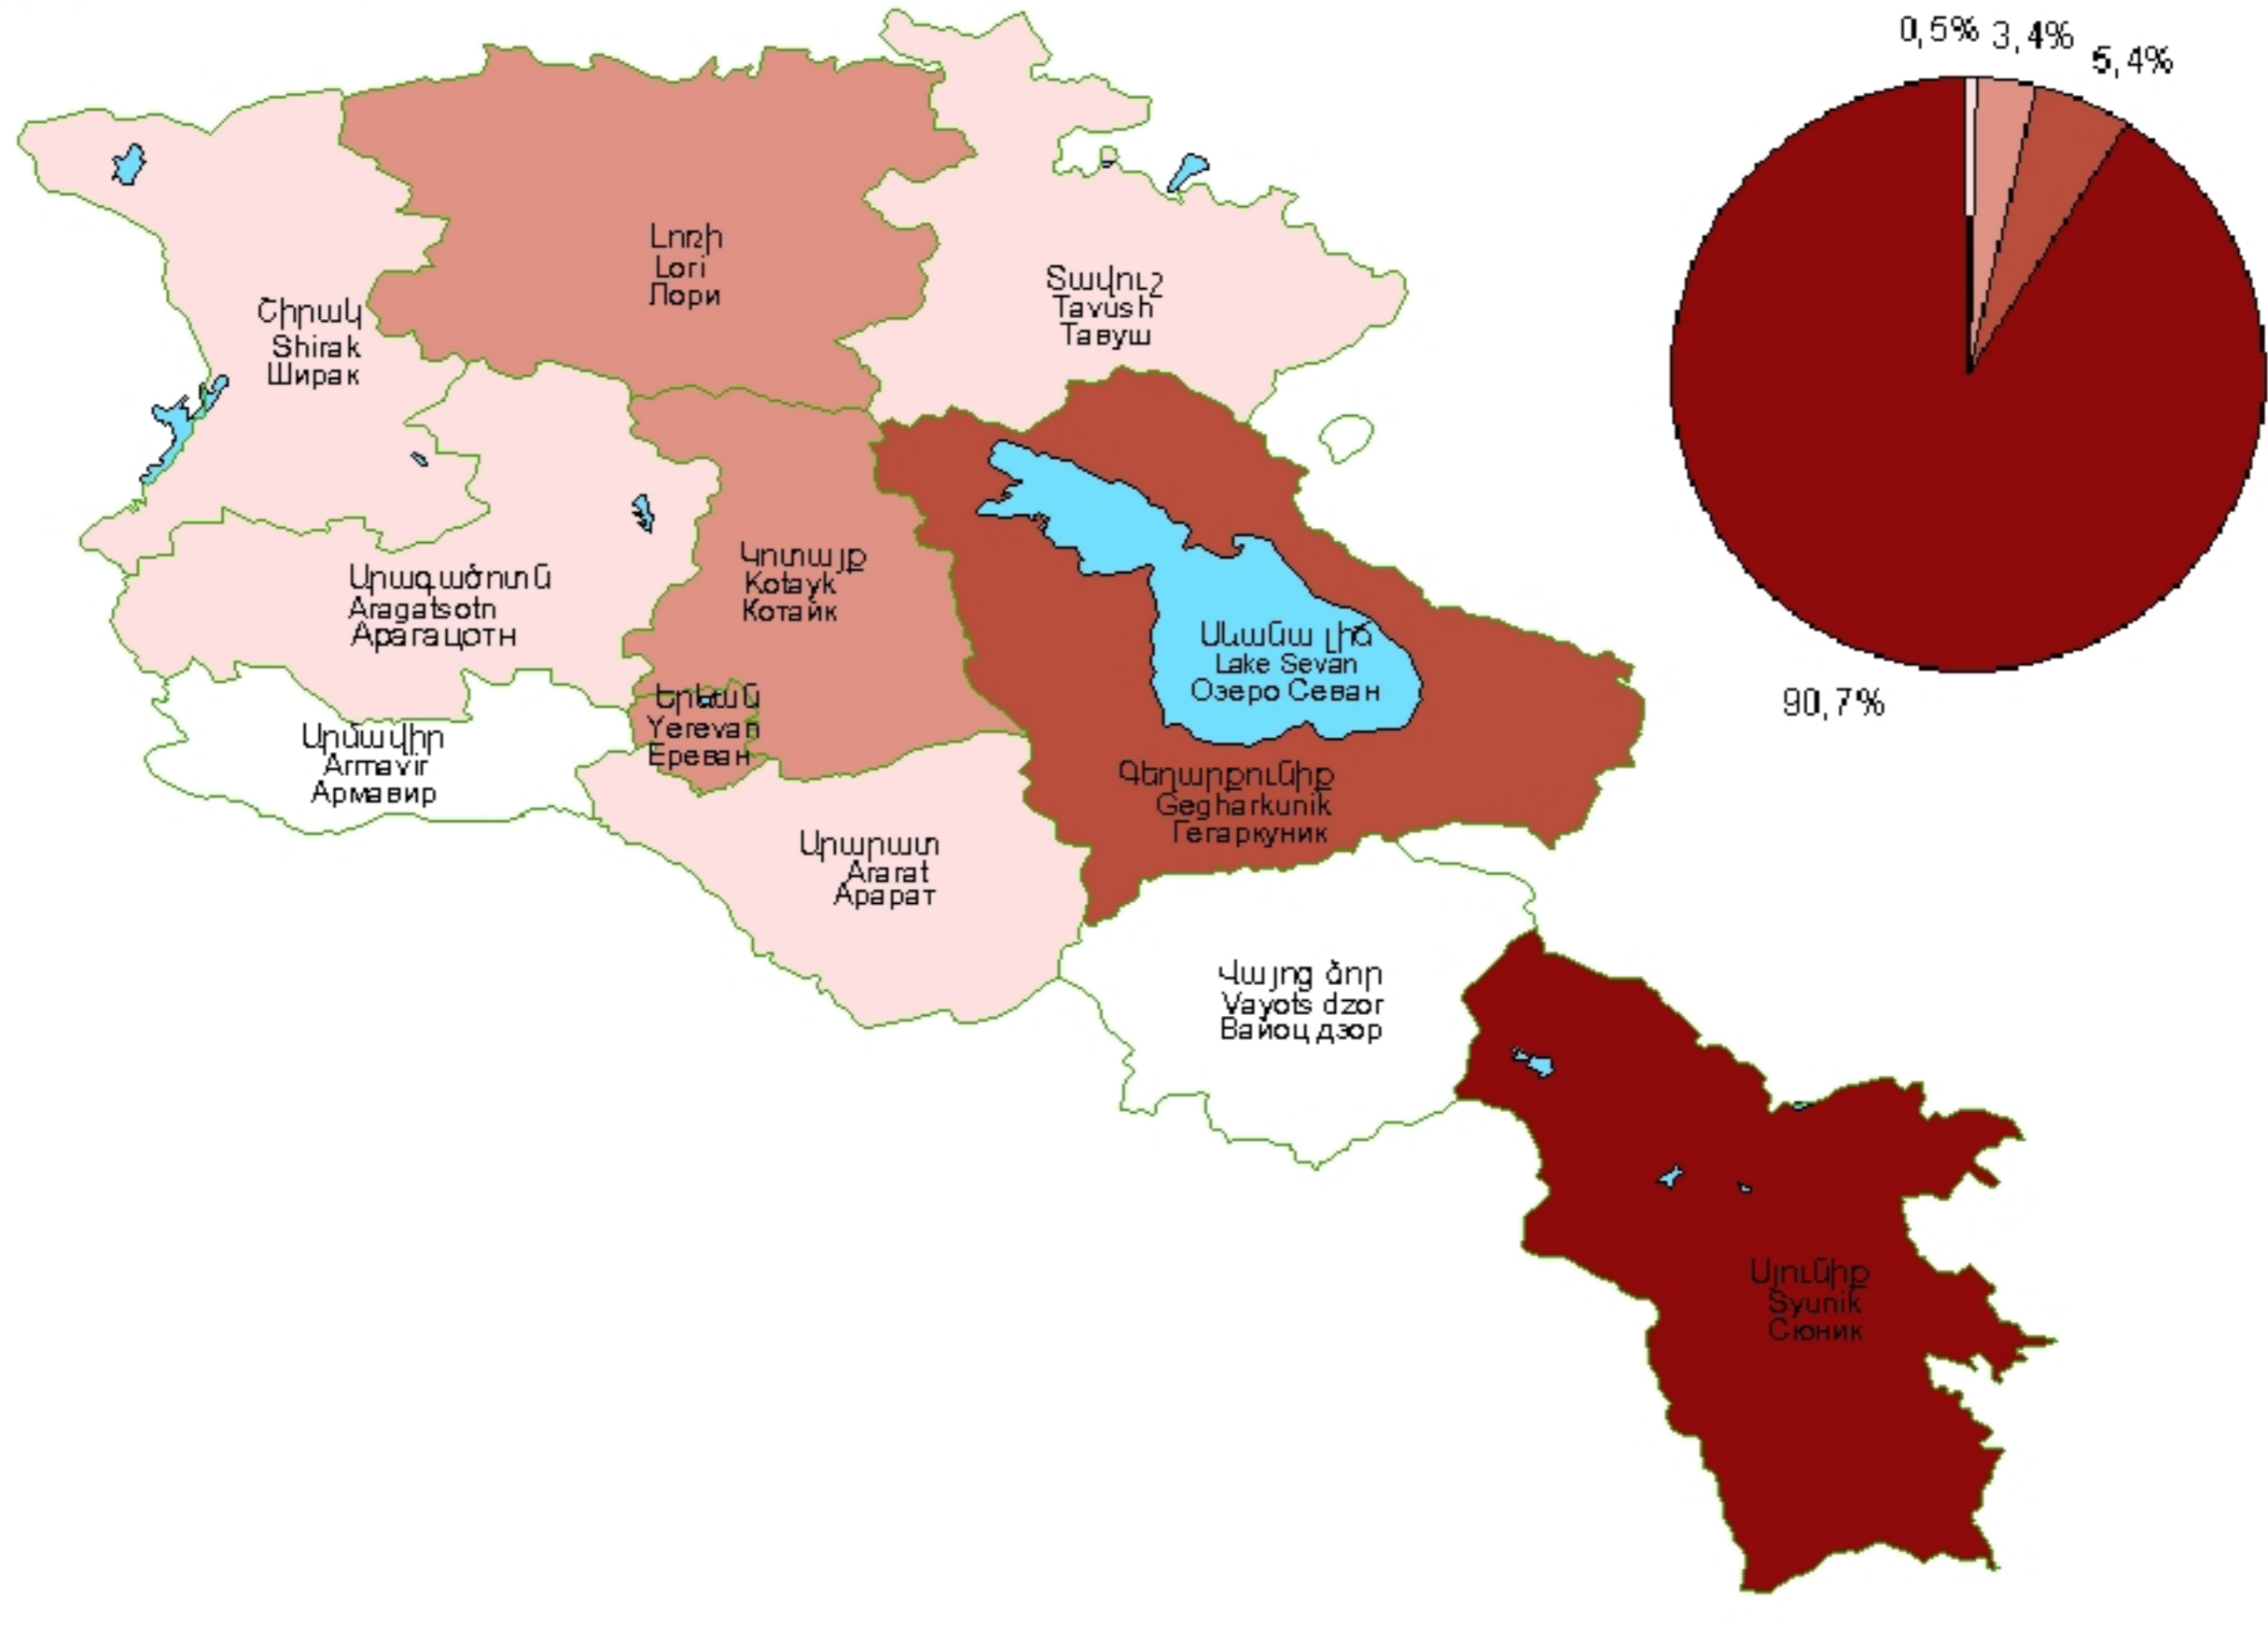 0,5% 3,4%
5,4%
90,7%
Լոռի
Lori
Лори
Տավուշ
Tavush
Тавуш
Շիրակ
Shirak
Ширак
Կոտայք
Kotayk
Котайк
Արագածոտն
Aragatsotn
Арагацотн
Սևանա լիճ
Lake Sevan
Озеро Севан
Երևան
Yerevan
Ереван
Արմավիր
Armavir
Армавир
Գեղարքունիք
Gegharkunik
Гегаркуник
Արարատ
Ararat
Арарат
Վայոց ձոր
Vayots dzor
Вайоц дзор
Սյունիք
Syunik
Сюник